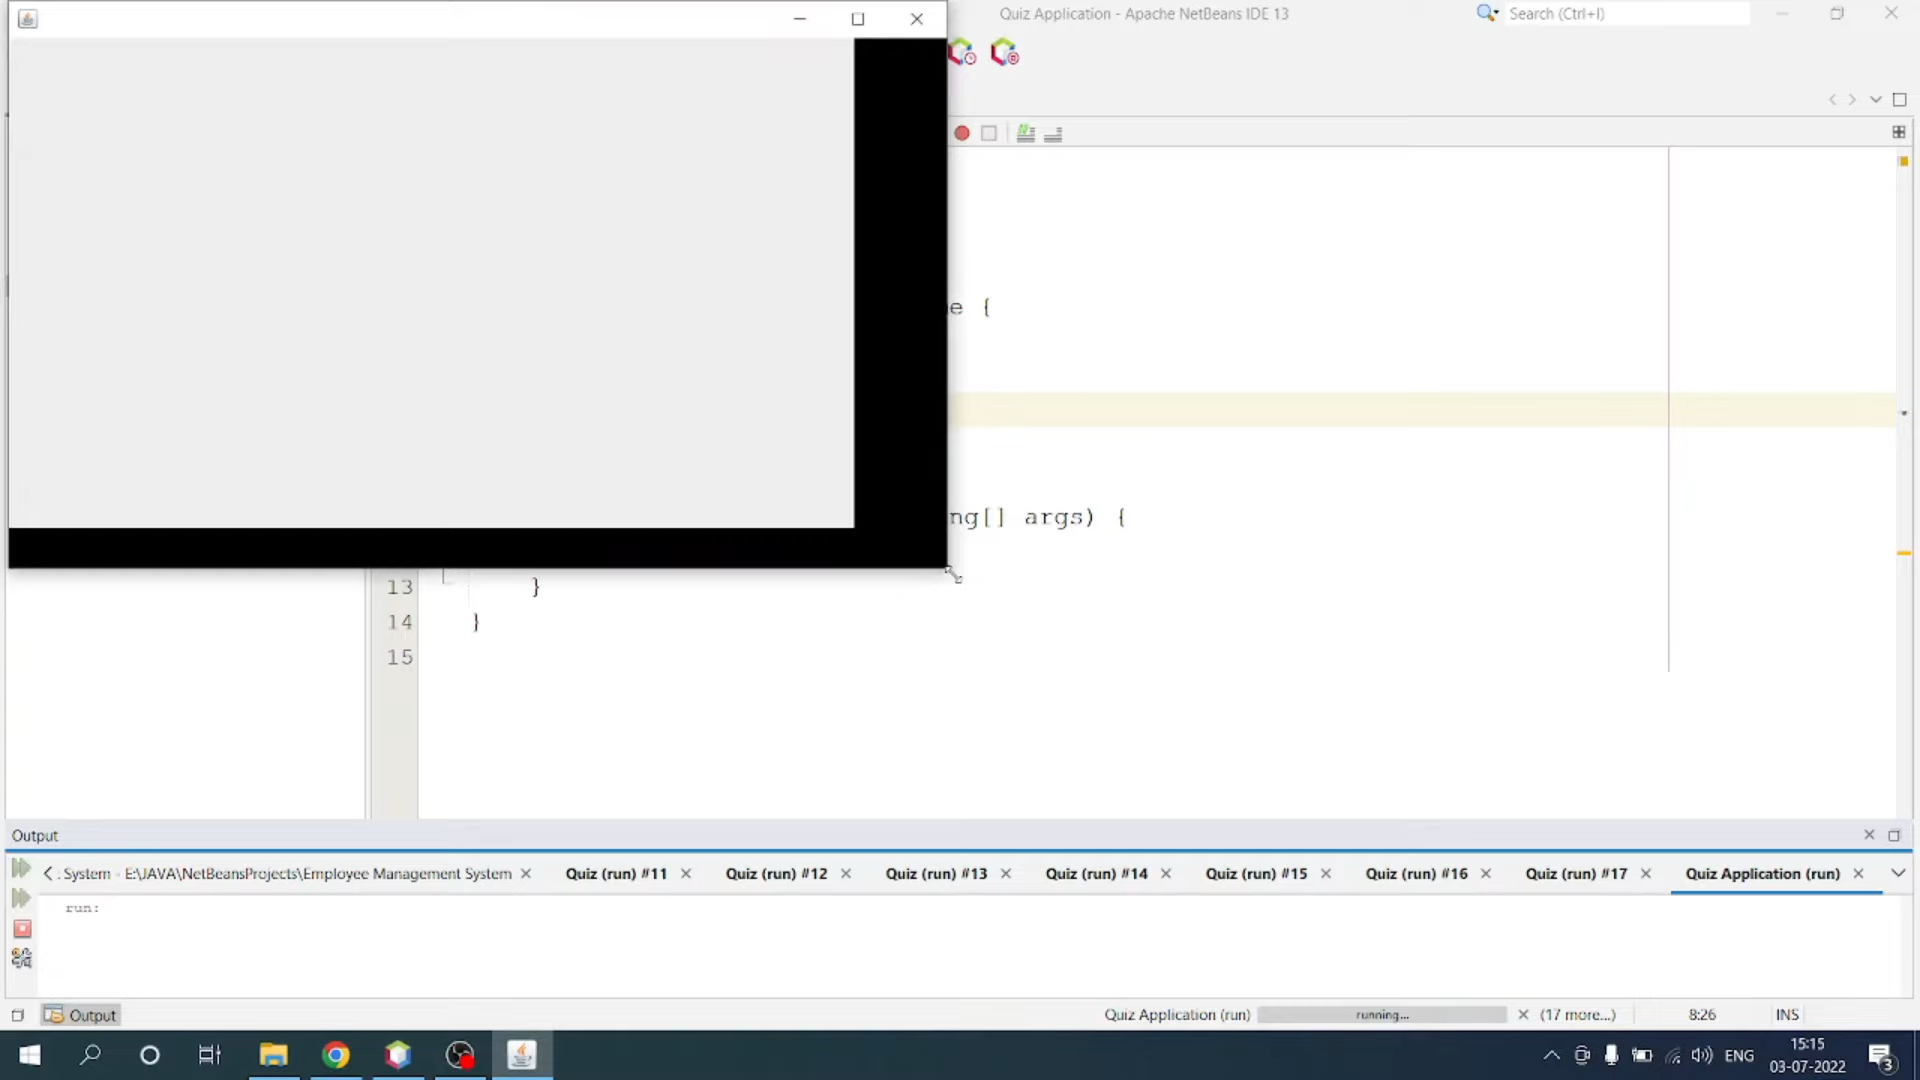 Quiz Application - Apache NetBeans IDE 13
Search (Ctrl+I)
e {
ng[] args) {
13 }
14 }
15
Output
: System - E:\JAVA\NetBeansProjects\Employee Management System
Quiz (run) #11
Quiz (run) #12
Quiz (run) #13
Quiz (run) #14
Quiz (run) #15
Quiz (run) #16
Quiz (run) #17
Quiz Application (run)
run:
Output
Quiz Application (run)
running...
(17 more...)
8:26
INS
ENG
15:15
03-07-2022
3